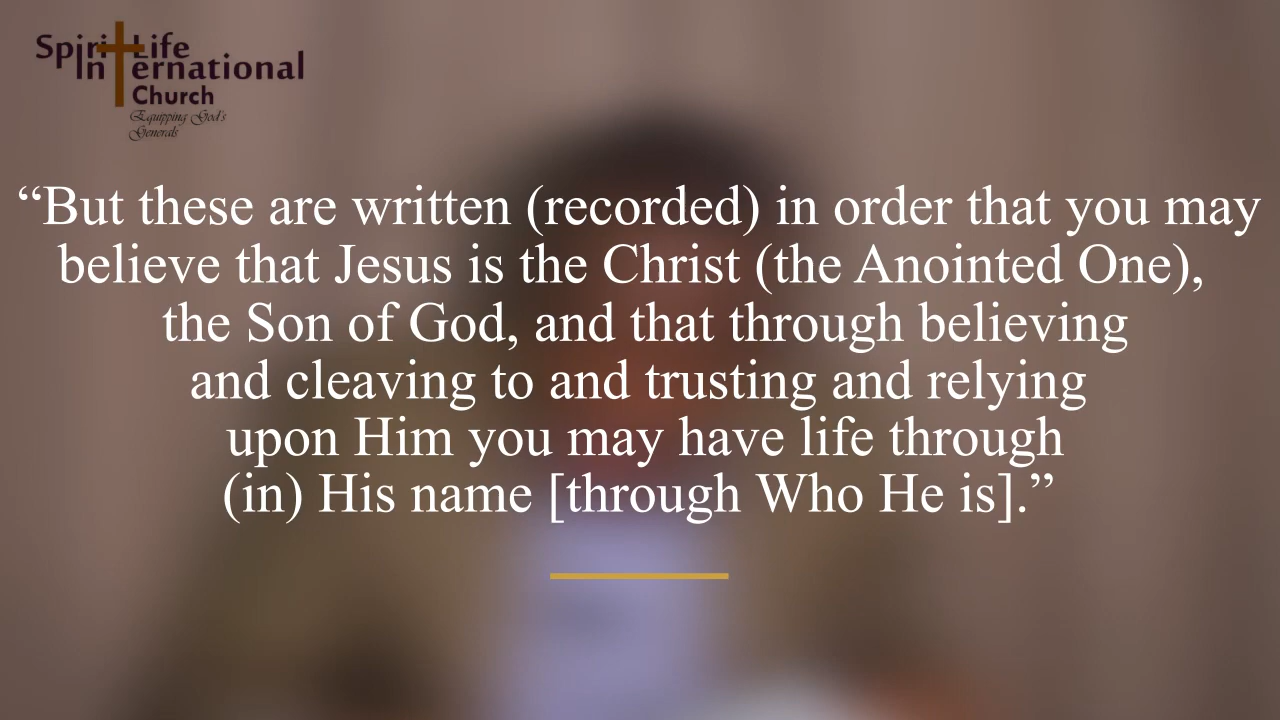 Spirit Life
International
Church
Equipping God's
Generals
“But these are written (recorded) in order that you may
believe that Jesus is the Christ (the Anointed One),
the Son of God, and that through believing
and cleaving to and trusting and relying
upon Him you may have life through
(in) His name [through Who He is].”